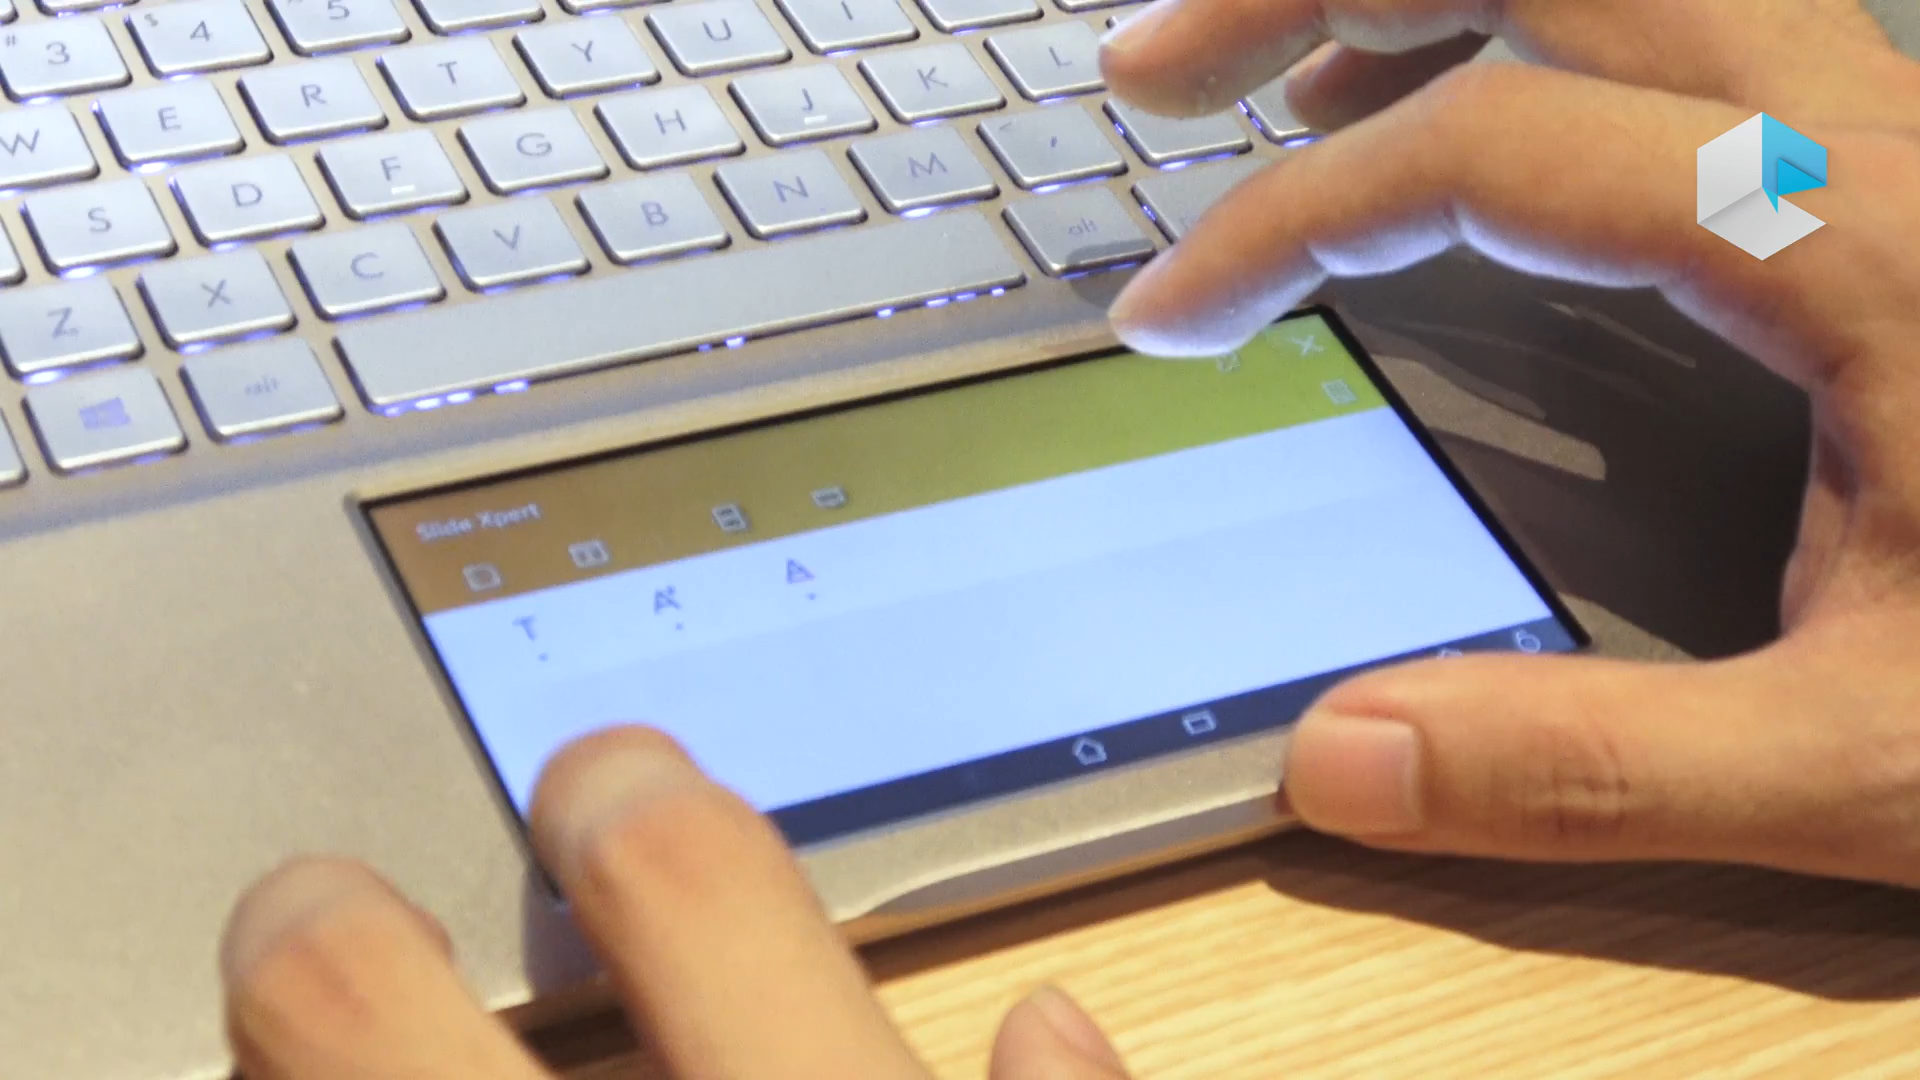 # 3 $ 4 5
W E R T Y U I
S D F G H J K L
Z X C V B N M < , alt
alt
Slide Xpert
T A A